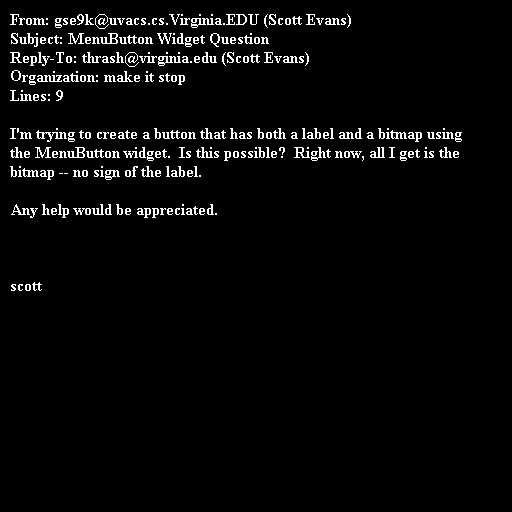 From: gse9k@uvacs.cs.Virginia.EDU (Scott Evans)
Subject: MenuButton Widget Question
Reply-To: thrash@virginia.edu (Scott Evans)
Organization: make it stop
Lines: 9
I'm trying to create a button that has both a label and a bitmap using
the MenuButton widget.  Is this possible?  Right now, all I get is the
bitmap -- no sign of the label.
Any help would be appreciated.
scott